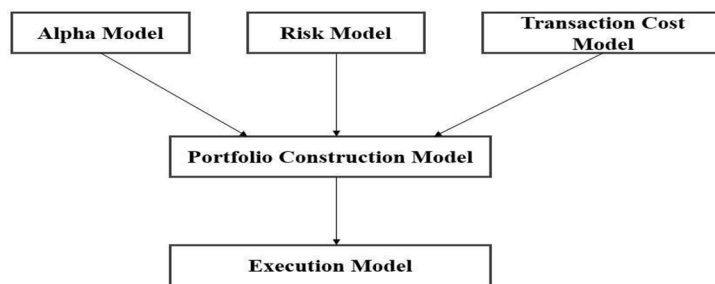 Alpha Model
Risk Model
Transaction Cost
Model
Portfolio Construction Model
Execution Model